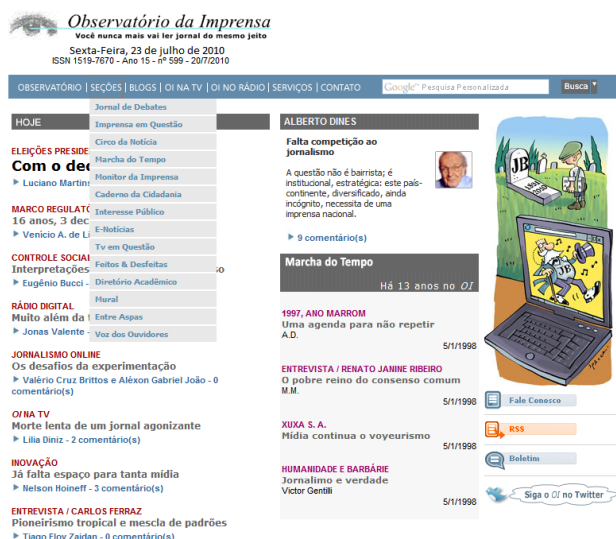 Observatório da Imprensa
Você nunca mais vai ler jornal do mesmo jeito
Sexta-Feira, 23 de julho de 2010
ISSN 1519-7670 - Ano 15 - nº 599 - 20/7/2010
OBSERVATÓRIO | SEÇÕES | BLOGS | OI NA TV | OI NO RÁDIO | SERVIÇOS | CONTATO
Google™ Pesquisa Personalizada
Busca
Jornal de Debates
Imprensa em Questão
Circo da Notícia
Marcha do Tempo
Monitor da Imprensa
Caderno da Cidadania
Interesse Público
E-Notícias
Tv em Questão
Feitos & Desfeitas
Diretório Acadêmico
Mural
Entre Aspas
Voz dos Ouvidores
HOJE
ELEIÇÕES PRESIDE
Com o de
Luciano Martins
MARCO REGULATÓ
16 anos, 3 dec
Venício A. de Li
CONTROLE SOCIAL
Interpretações
so
Eugênio Bucci -
RÁDIO DIGITAL
Muito além da
Jonas Valente -
JORNALISMO ONLINE
Os desafios da experimentação
Valério Cruz Brittos e Aléxon Gabriel João - 0
comentário(s)
OI NA TV
Morte lenta de um jornal agonizante
Lilia Diniz - 2 comentário(s)
INOVAÇÃO
Já falta espaço para tanta mídia
Nelson Hoineff - 3 comentário(s)
ENTREVISTA / CARLOS FERRAZ
Pioneirismo tropical e mescla de padrões
Tiago Eloy Zaidan - 0 comentário(s)
ALBERTO DINES
Falta competição ao
jornalismo
A questão não é bairrista; é
institucional, estratégica: este país-
continente, diversificado, ainda
incógnito, necessita de uma
imprensa nacional.
9 comentário(s)
Marcha do Tempo
Há 13 anos no OI
1997, ANO MARROM
Uma agenda para não repetir
A.D.
5/1/1998
ENTREVISTA / RENATO JANINE RIBEIRO
O pobre reino do consenso comum
M.M.
5/1/1998
XUXA S. A.
Mídia continua o voyeurismo
5/1/1998
HUMANIDADE E BARBÁRIE
Jornalimo e verdade
Victor Gentilli
5/1/1998
JB
JB
Fale Conosco
RSS
Boletim
Siga o OI no Twitter